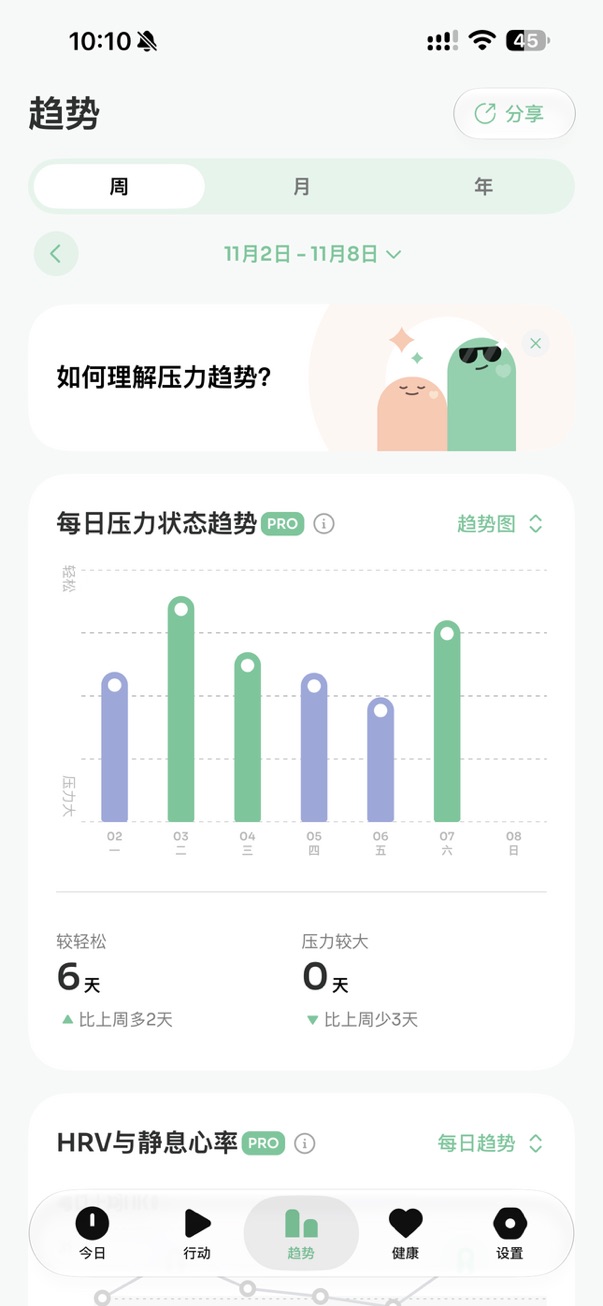 10:10
45
趋势
分享
周 月 年
11月2日 – 11月8日
如何理解压力趋势?
每日压力状态趋势 PRO
趋势图
轻松
压力大
02 03 04 05 06 07 08
一 二 三 四 五 六 日
较轻松 压力较大
6天 0天
比上周多2天 比上周少3天
HRV与静息心率 PRO
每日趋势
今日 行动 趋势 健康 设置